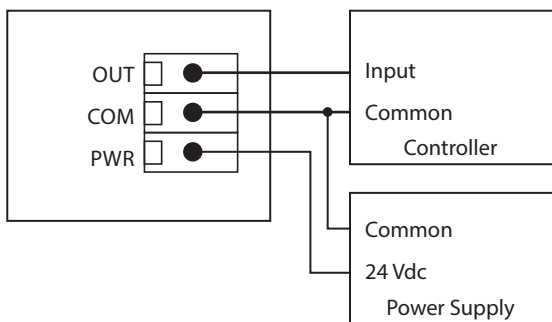 OUT
COM
PWR
Input
Common
Controller
Common
24 Vdc
Power Supply